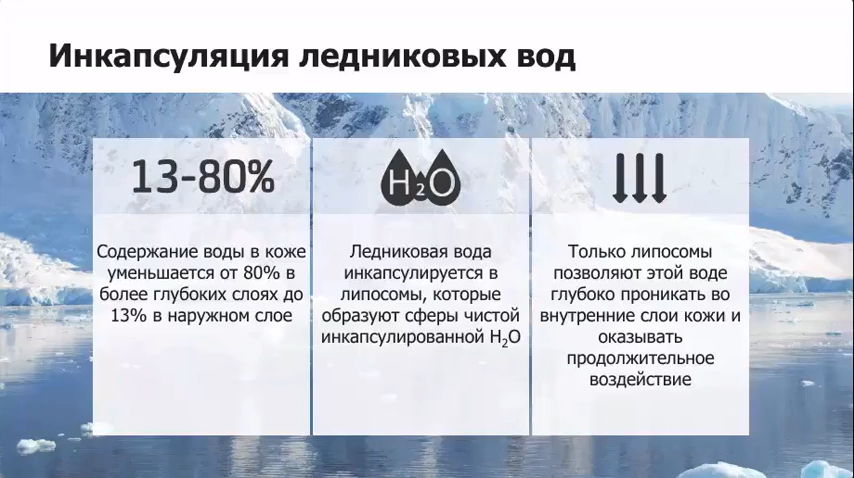 Инкапсуляция ледниковых вод
13-80%
Содержание воды в коже
уменьшается от 80% в
более глубоких слоях до
13% в наружном слое
H₂O
Ледниковая вода
инкапсулируется в
липосомы, которые
образуют сферы чистой
инкапсулированной H₂O
Только липосомы
позволяют этой воде
глубоко проникать во
внутренние слои кожи и
оказывать
продолжительное
воздействие